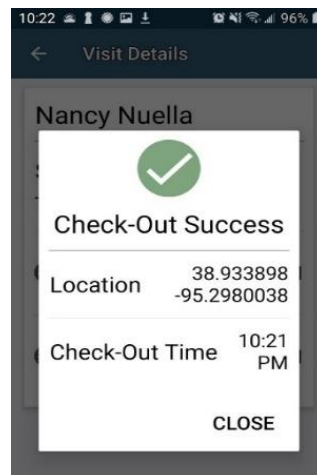 10:22 96%
Visit Details
Nancy Nuella
Check-Out Success
Location 38.933898
-95.2980038
Check-Out Time 10:21
PM
CLOSE